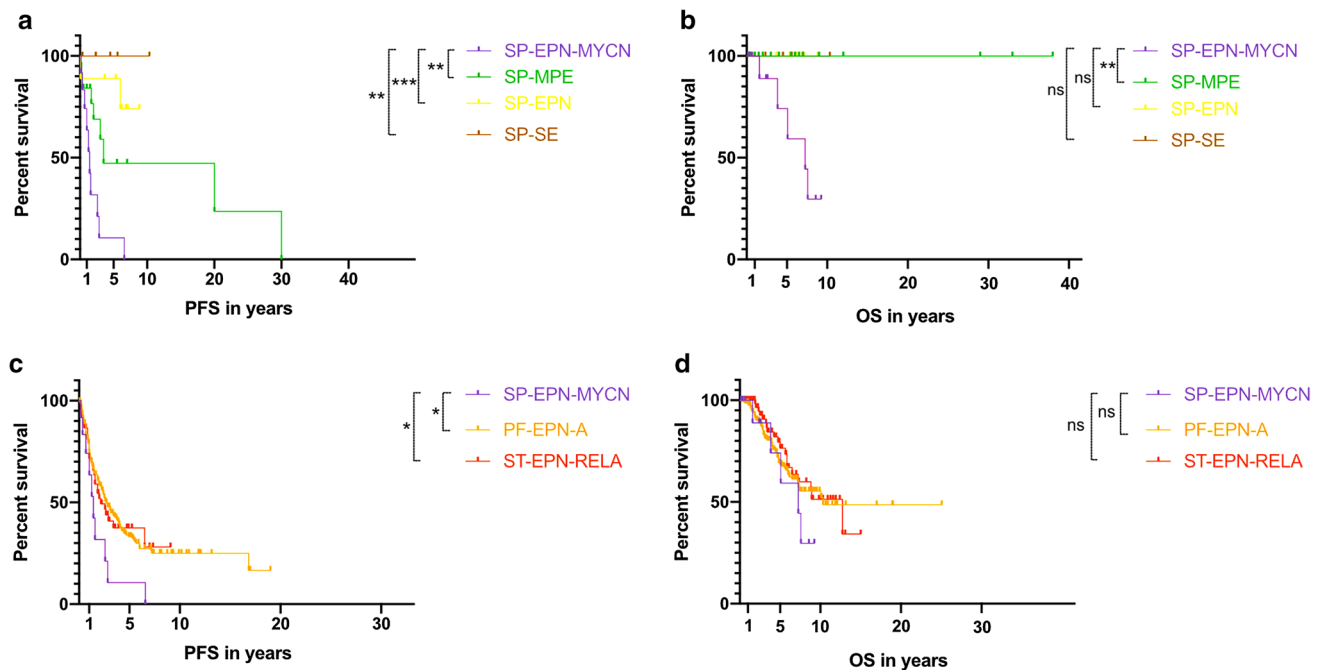 a
Percent survival
100
50
0
1 5 10 20 30 40
PFS in years
** *** **
SP-EPN-MYCN
SP-MPE
SP-EPN
SP-SE
b
Percent survival
100
50
0
1 5 10 20 30 40
OS in years
ns ns **
SP-EPN-MYCN
SP-MPE
SP-EPN
SP-SE
c
Percent survival
100
50
0
1 5 10 20 30
PFS in years
* *
SP-EPN-MYCN
PF-EPN-A
ST-EPN-RELA
d
Percent survival
100
50
0
1 5 10 20 30
OS in years
ns ns
SP-EPN-MYCN
PF-EPN-A
ST-EPN-RELA